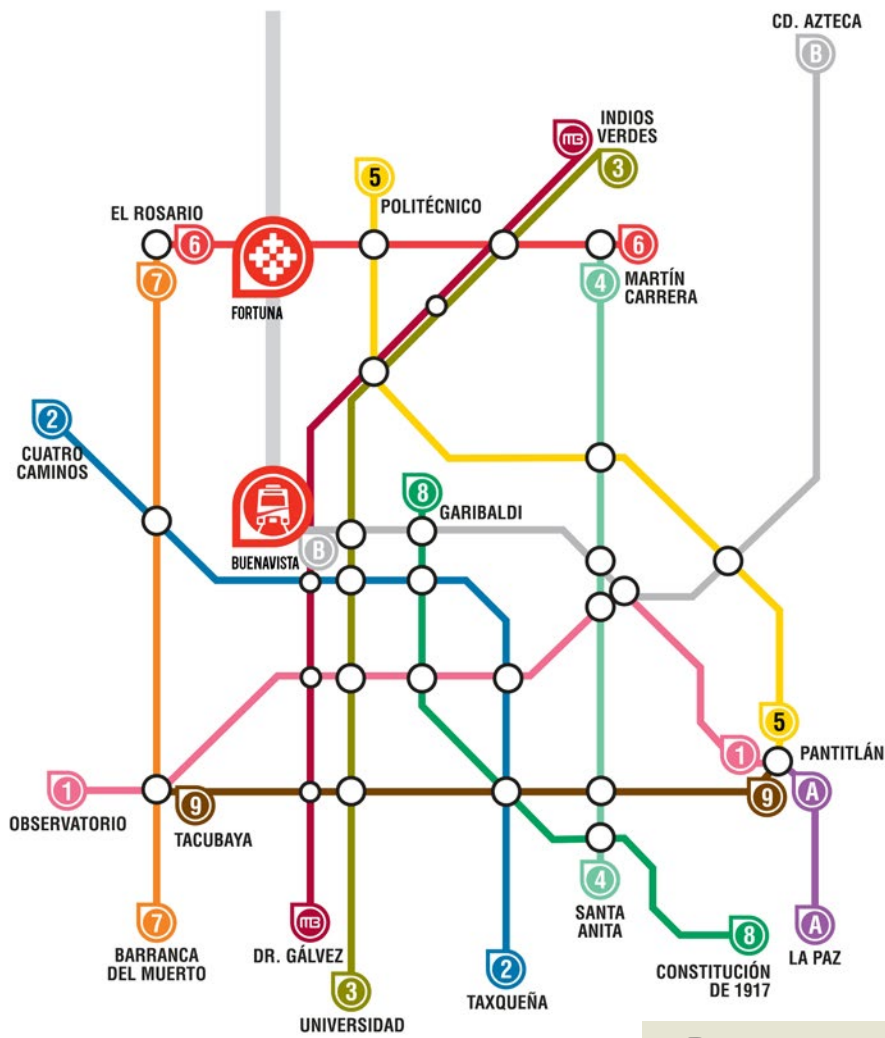 CD. AZTECA
B
INDIOS
VERDES
MB
3
5
POLITÉCNICO
EL ROSARIO
6
6
7
4
MARTÍN
CARRERA
FORTUNA
2
CUATRO
CAMINOS
8
GARIBALDI
B
BUENAVISTA
5
1
PANTITLÁN
1
9
9
A
OBSERVATORIO
TACUBAYA
4
SANTA
ANITA
7
MB
8
A
BARRANCA
DEL MUERTO
DR. GÁLVEZ
LA PAZ
2
CONSTITUCIÓN
DE 1917
3
TAXQUEÑA
UNIVERSIDAD